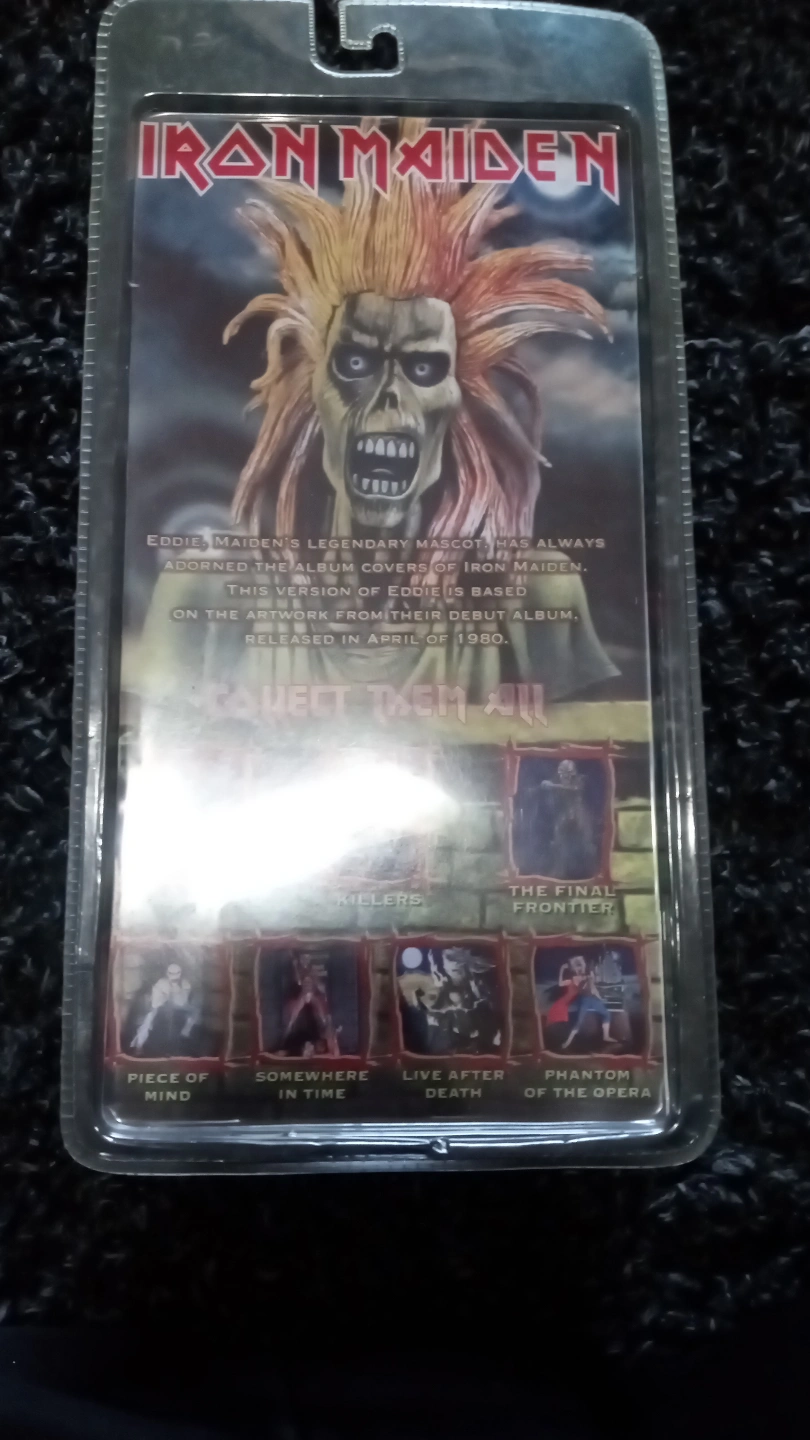 IRON MAIDEN
EDDIE, MAIDEN'S LEGENDARY MASCOT, HAS ALWAYS
ADORNED THE ALBUM COVERS OF IRON MAIDEN.
THIS VERSION OF EDDIE IS BASED
ON THE ARTWORK FROM THEIR DEBUT ALBUM,
RELEASED IN APRIL OF 1980.
COLLECT THEM ALL
KILLERS
THE FINAL
FRONTIER
PIECE OF
MIND
SOMEWHERE
IN TIME
LIVE AFTER
DEATH
PHANTOM
OF THE OPERA